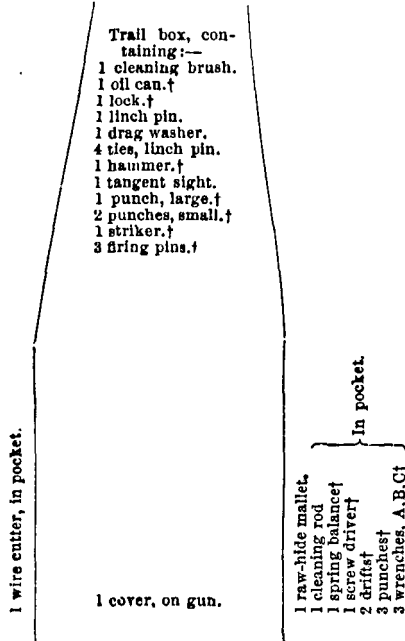 Trail box, con-
taining:—
1 cleaning brush.
1 oil can.†
1 lock.†
1 linch pin.
1 drag washer.
4 ties, linch pin.
1 hammer.†
1 tangent sight.
1 punch, large.†
2 punches, small.†
1 striker.†
3 firing pins.†
1 wire cutter, in pocket.
1 cover, on gun.
1 raw-hide mallet.
1 cleaning rod
1 spring balance†
1 screw driver†
2 drifts†
3 punches†
3 wrenches, A.B.C†
In pocket.